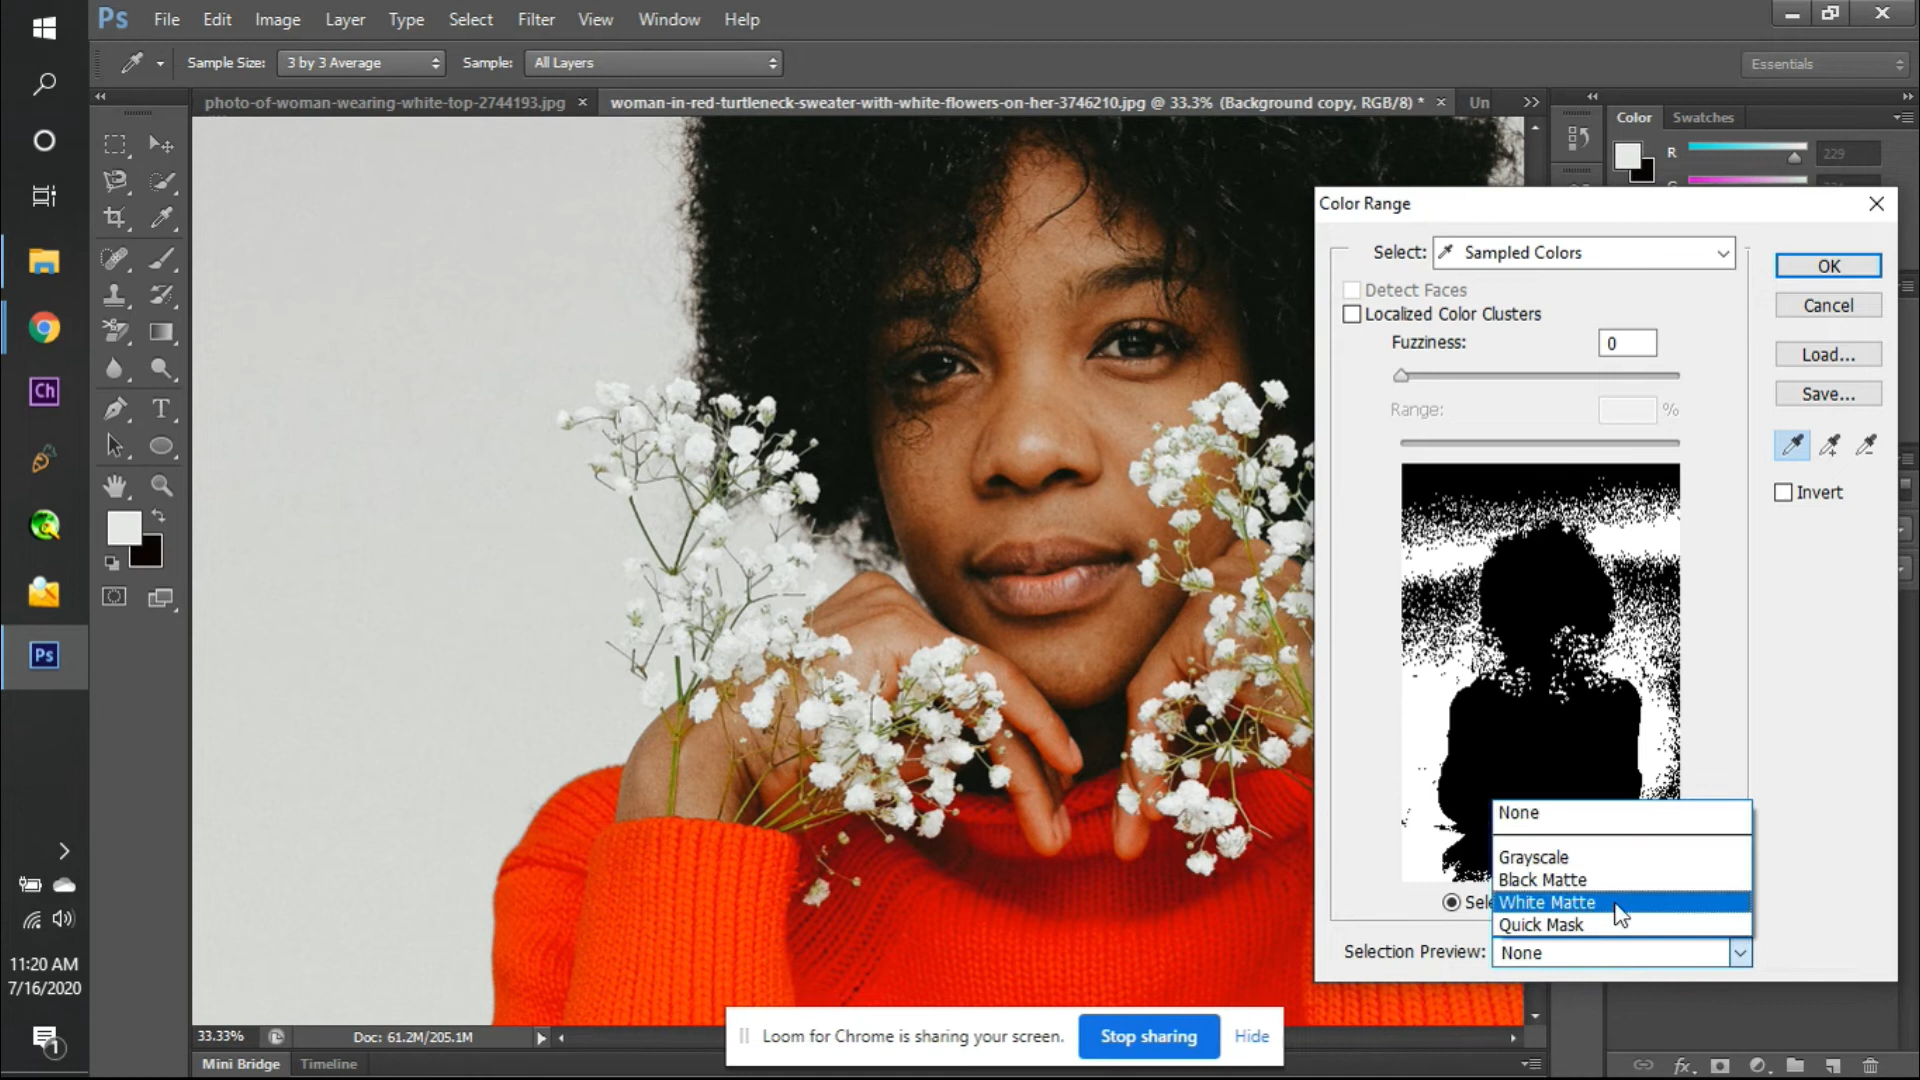 Ps File Edit Image Layer Type Select Filter View Window Help
Sample Size: 3 by 3 Average Sample: All Layers Essentials
photo-of-woman-wearing-white-top-2744193.jpg × woman-in-red-turtleneck-sweater-with-white-flowers-on-her-3746210.jpg @ 33.3% (Background copy, RGB/8) * × Un >>
Color Swatches
R 229
Color Range
Select: Sampled Colors
OK
Detect Faces
Localized Color Clusters
Cancel
Fuzziness: 0
Load...
Save...
Range: %
Invert
None
Grayscale
Black Matte
White Matte
Quick Mask
Selection Preview: None
Ch
T
Ps
11:20 AM
7/16/2020
1
33.33% Doc: 61.2M/205.1M
Loom for Chrome is sharing your screen. Stop sharing Hide
Mini Bridge Timeline
fx